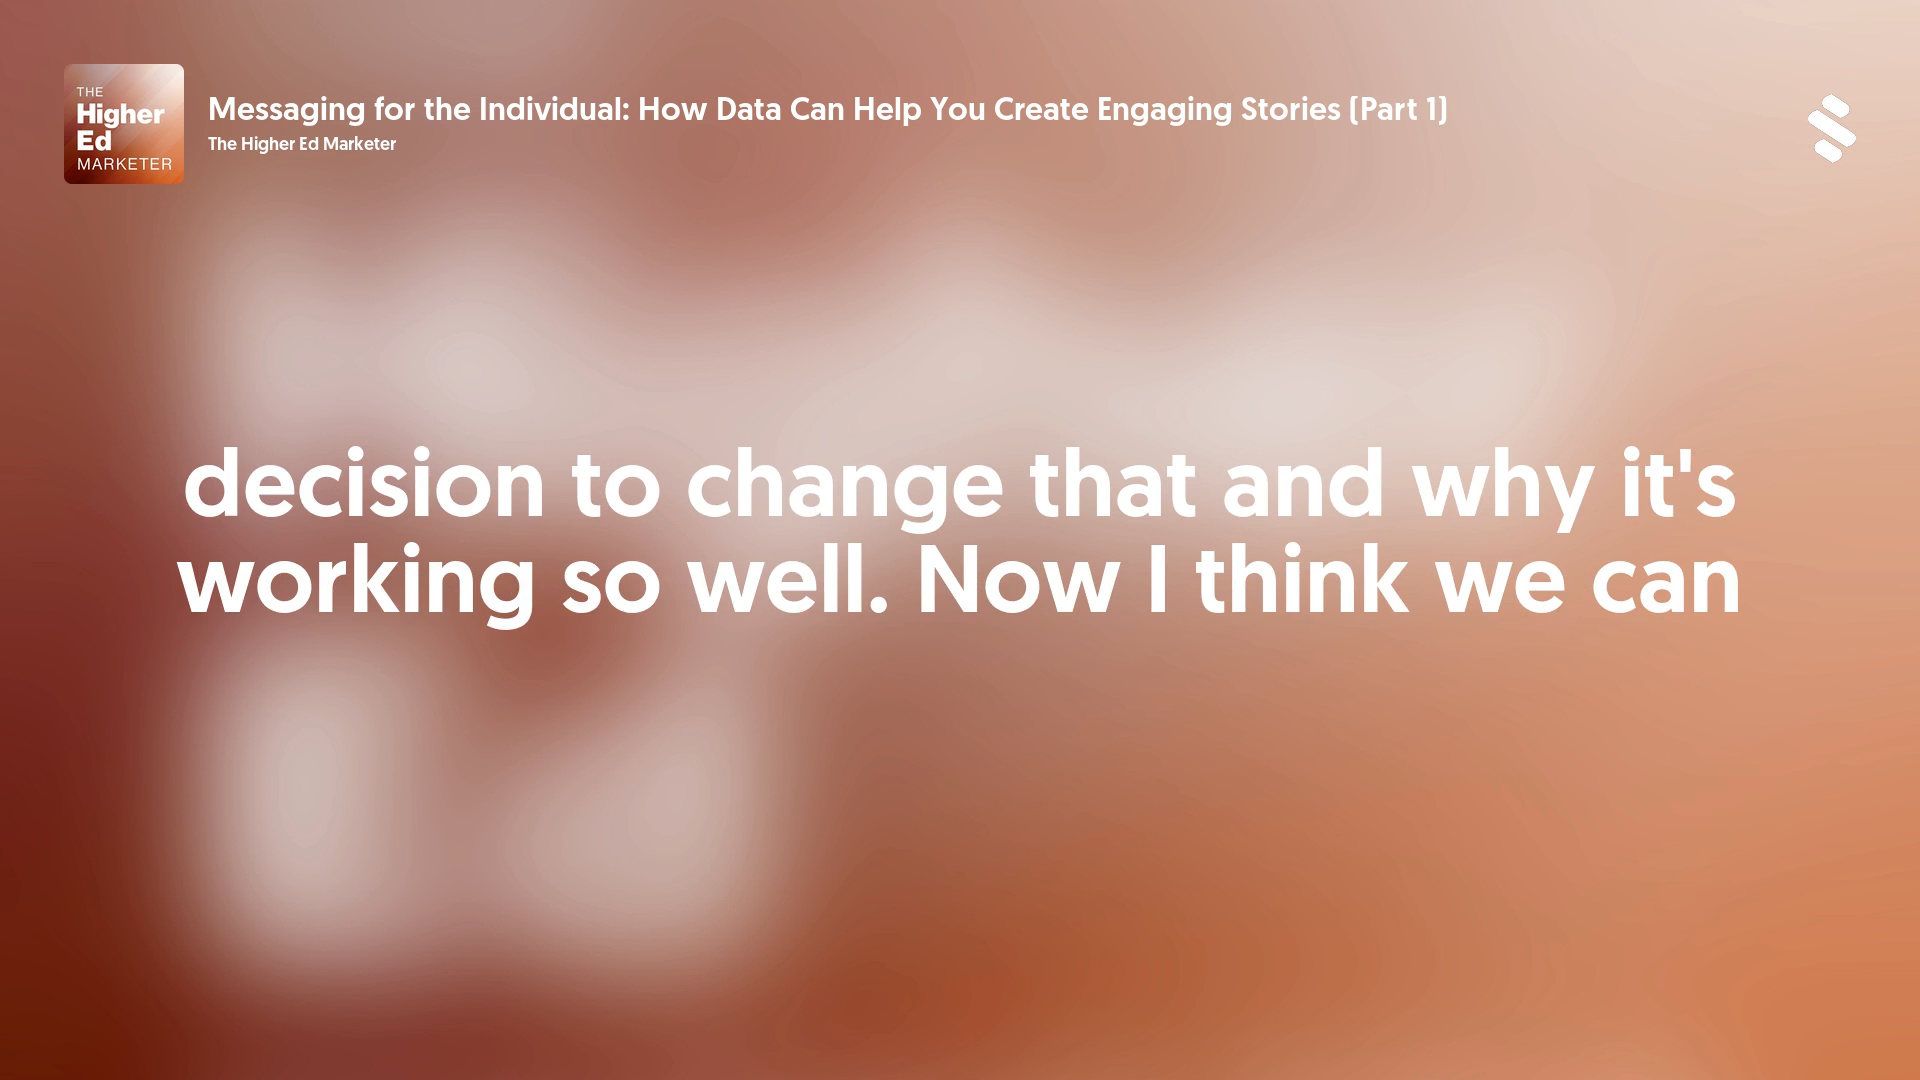 THE
Higher
Ed
MARKETER
Messaging for the Individual: How Data Can Help You Create Engaging Stories (Part 1)
The Higher Ed Marketer
decision to change that and why it's
working so well. Now I think we can